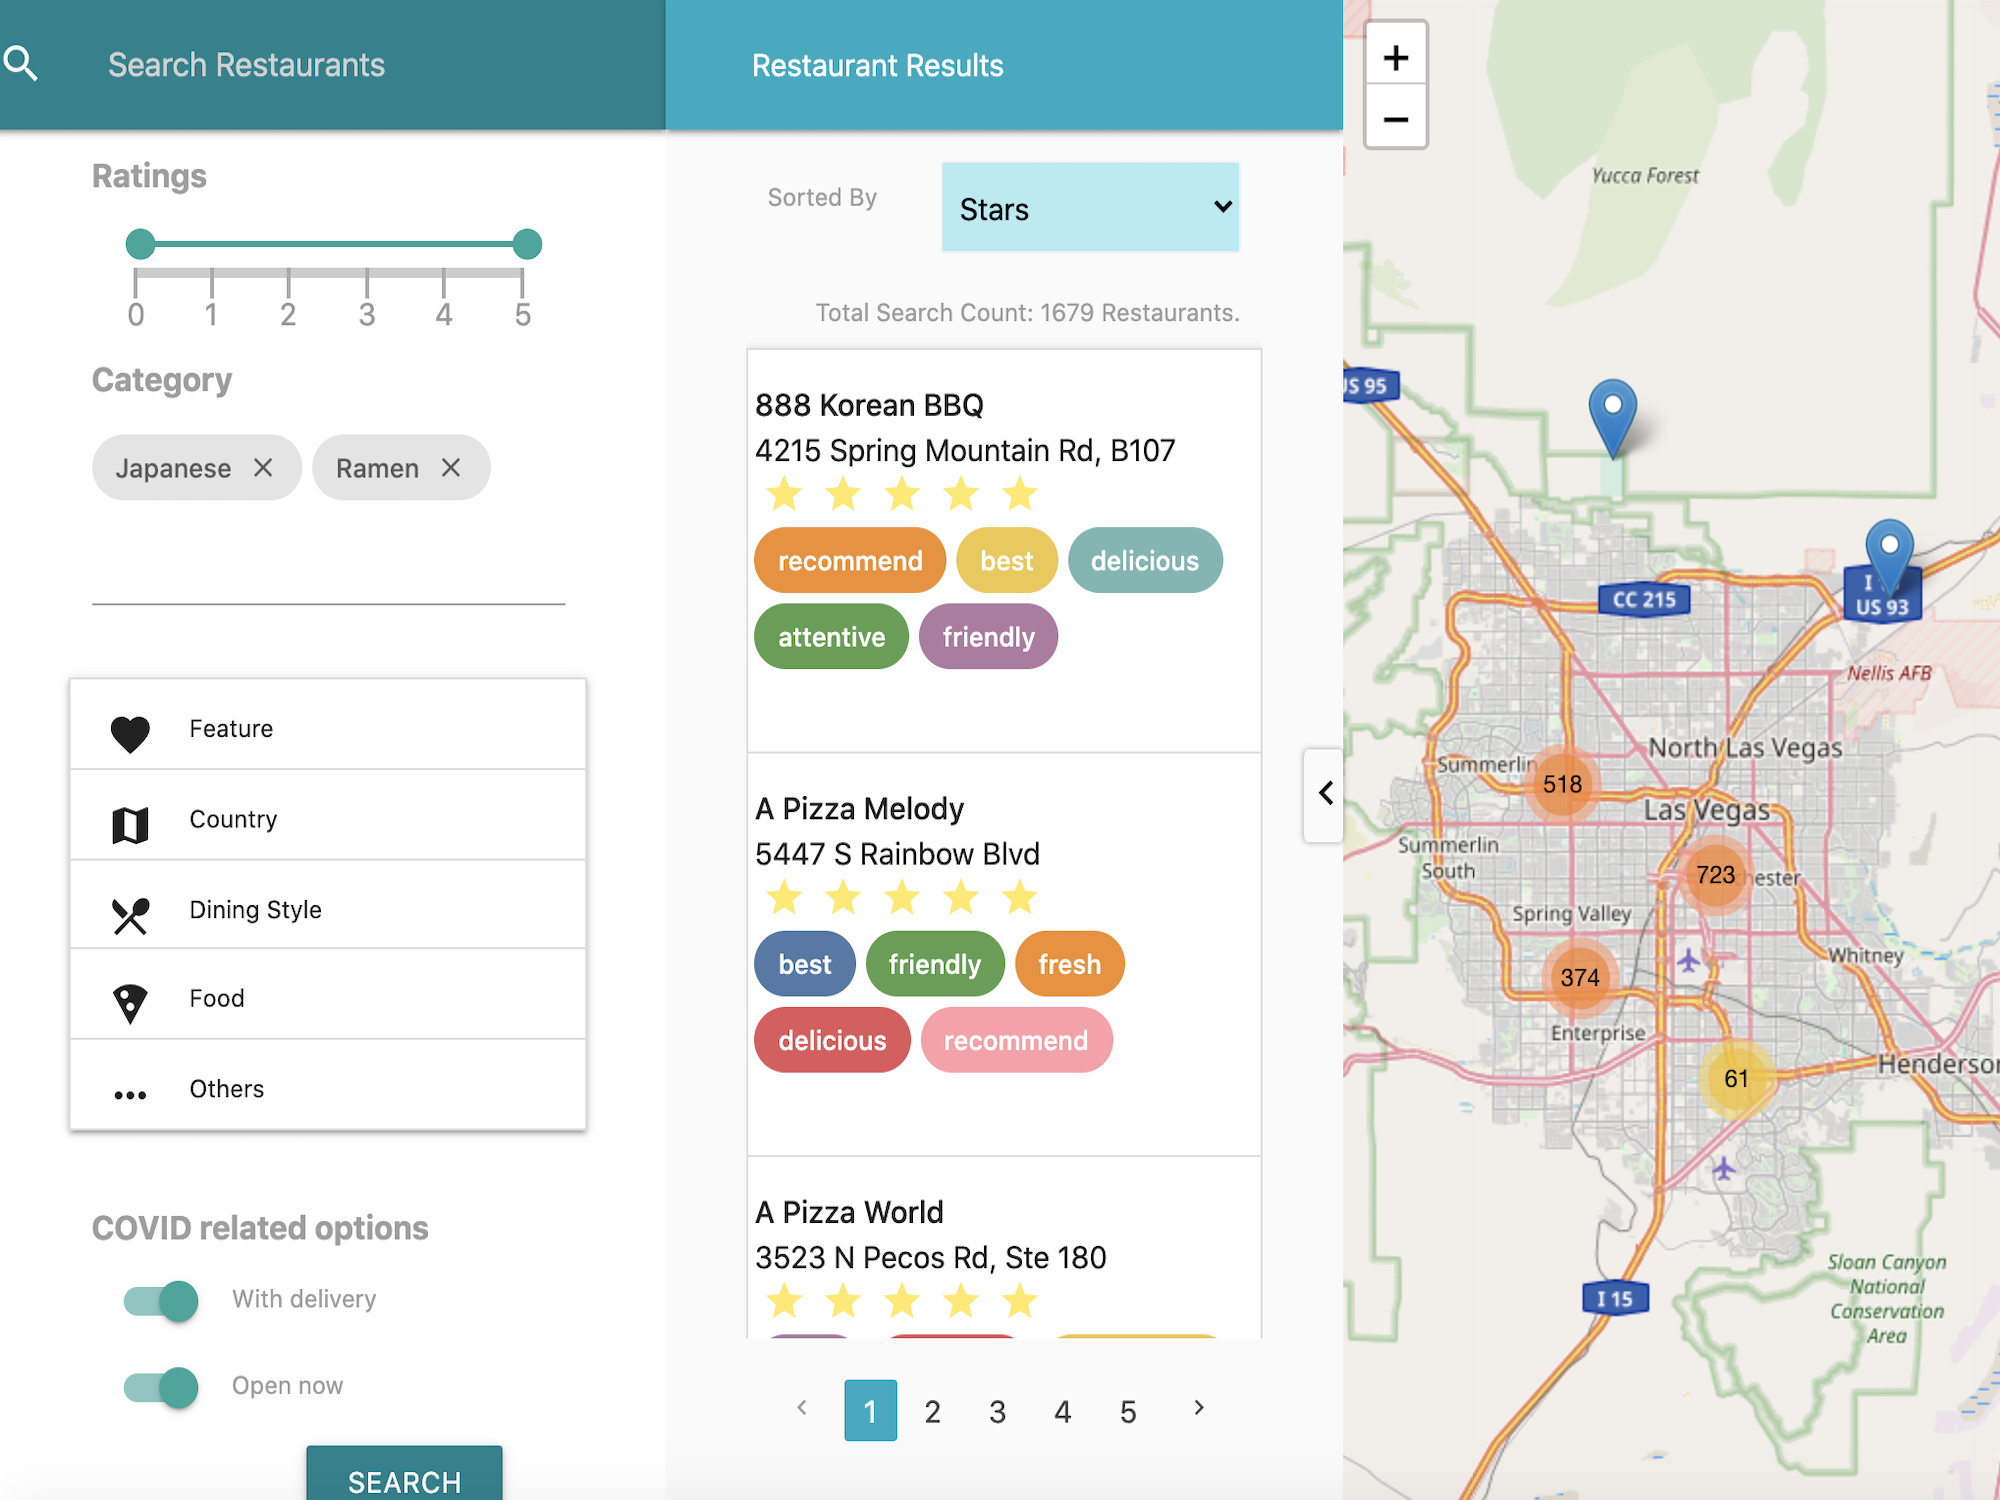 Search Restaurants
Ratings
0 1 2 3 4 5
Category
Japanese
Ramen
Feature
Country
Dining Style
Food
Others
COVID related options
With delivery
Open now
SEARCH
Restaurant Results
Sorted By
Stars
Total Search Count: 1679 Restaurants.
888 Korean BBQ
4215 Spring Mountain Rd, B107
recommend best delicious
attentive friendly
A Pizza Melody
5447 S Rainbow Blvd
best friendly fresh
delicious recommend
A Pizza World
3523 N Pecos Rd, Ste 180
1 2 3 4 5
+
−
Yucca Forest
US 95
CC 215
I
US 93
Nellis AFB
North Las Vegas
Summerlin
518
Las Vegas
Summerlin
South
723
hester
Spring Valley
Whitney
374
Enterprise
Henderson
61
Sloan Canyon
National
Conservation
Area
I 15